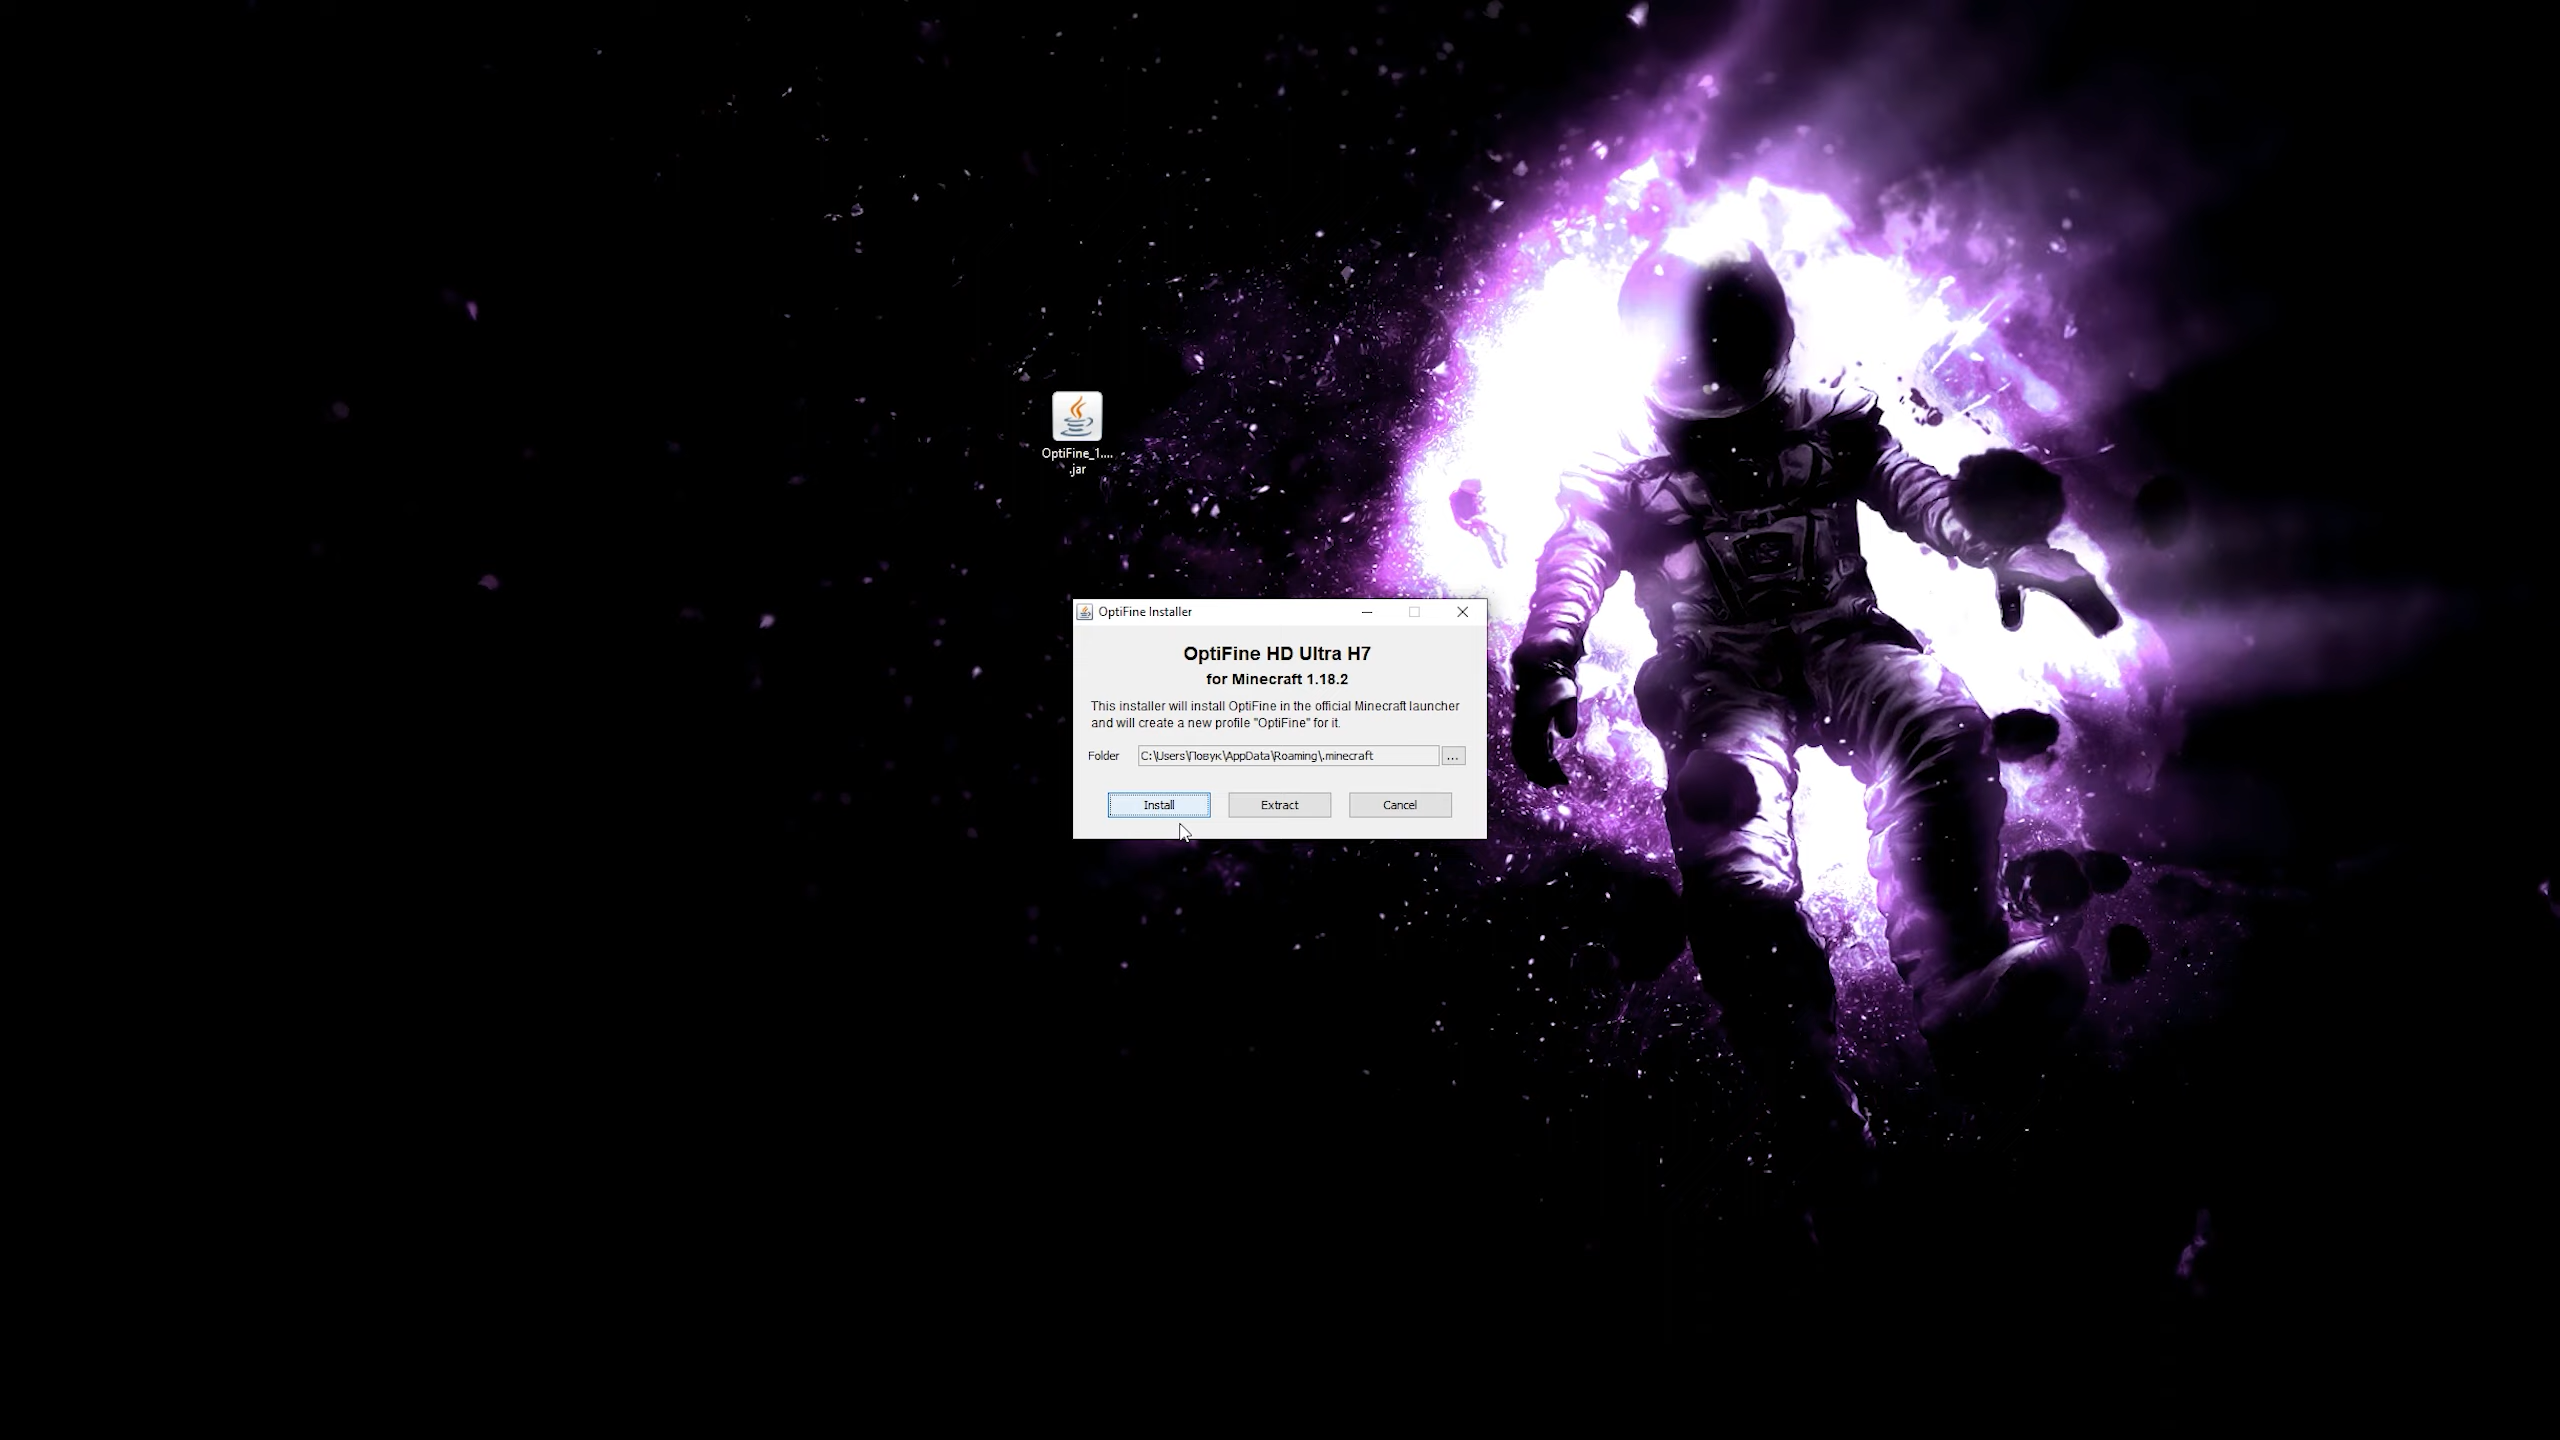 OptiFine_1....
.jar
OptiFine Installer
OptiFine HD Ultra H7
for Minecraft 1.18.2
This installer will install OptiFine in the official Minecraft launcher
and will create a new profile "OptiFine" for it.
Folder C:\Users\Повук\AppData\Roaming\.minecraft ...
Install Extract Cancel